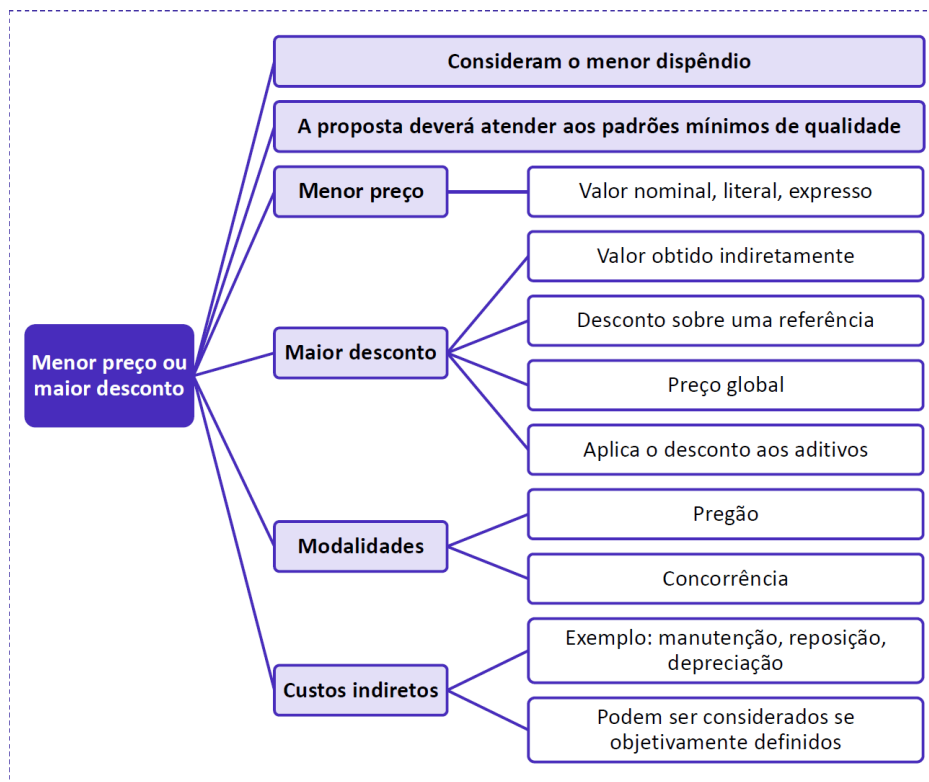 Consideram o menor dispêndio
A proposta deverá atender aos padrões mínimos de qualidade
Menor preço
Valor nominal, literal, expresso
Valor obtido indiretamente
Desconto sobre uma referência
Menor preço ou
maior desconto
Maior desconto
Preço global
Aplica o desconto aos aditivos
Modalidades
Pregão
Concorrência
Custos indiretos
Exemplo: manutenção, reposição,
depreciação
Podem ser considerados se
objetivamente definidos